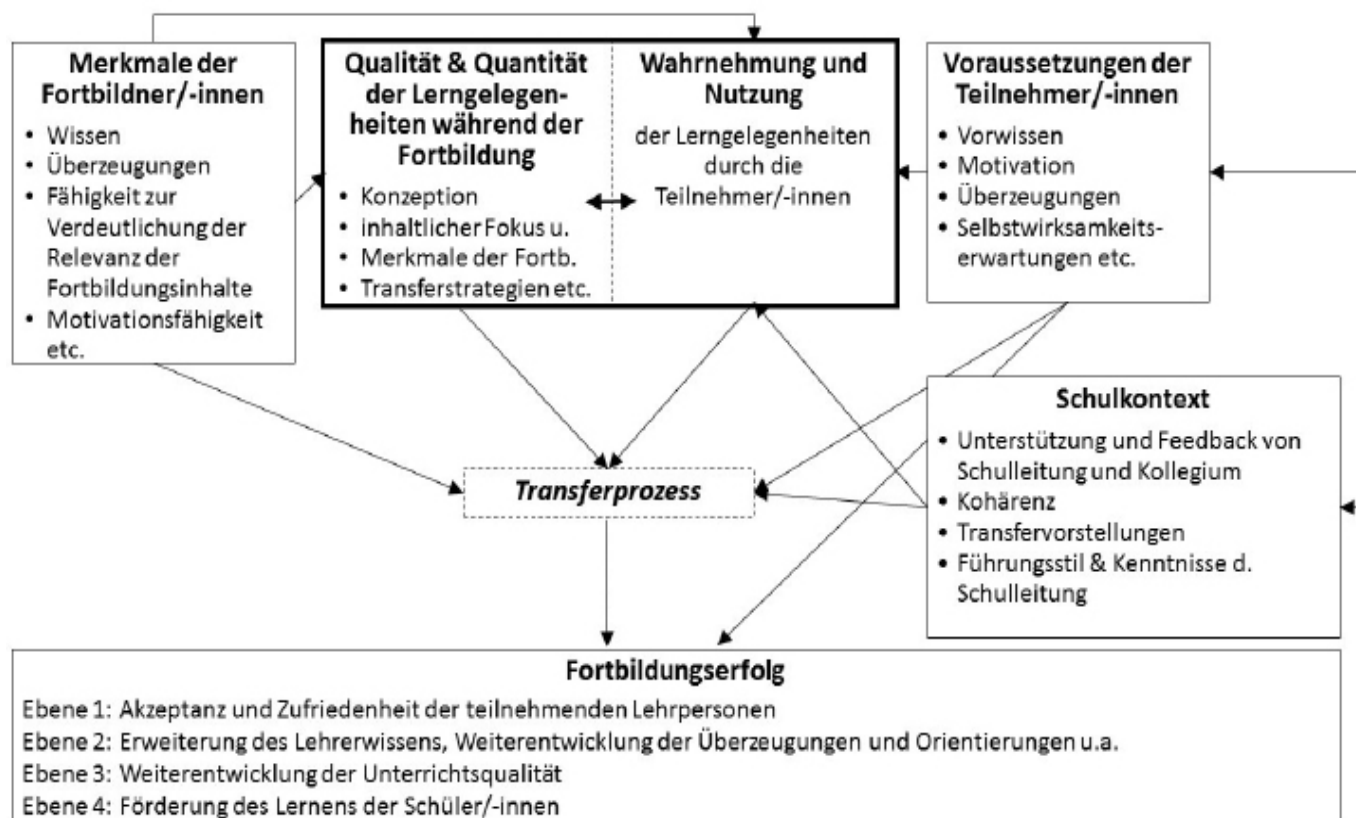 Merkmale der
Fortbildner/-innen
• Wissen
• Überzeugungen
• Fähigkeit zur
Verdeutlichung der
Relevanz der
Fortbildungsinhalte
• Motivationsfähigkeit
etc.
Qualität & Quantität
der Lerngelegen-
heiten während der
Fortbildung
• Konzeption
• inhaltlicher Fokus u.
• Merkmale der Fortb.
• Transferstrategien etc.
Wahrnehmung und
Nutzung
der Lerngelegenheiten
durch die
Teilnehmer/-innen
Voraussetzungen der
Teilnehmer/-innen
• Vorwissen
• Motivation
• Überzeugungen
• Selbstwirksamkeits-
erwartungen etc.
Schulkontext
• Unterstützung und Feedback von
Schulleitung und Kollegium
• Kohärenz
• Transfervorstellungen
• Führungsstil & Kenntnisse d.
Schulleitung
Transferprozess
Fortbildungserfolg
Ebene 1: Akzeptanz und Zufriedenheit der teilnehmenden Lehrpersonen
Ebene 2: Erweiterung des Lehrerwissens, Weiterentwicklung der Überzeugungen und Orientierungen u.a.
Ebene 3: Weiterentwicklung der Unterrichtsqualität
Ebene 4: Förderung des Lernens der Schüler/-innen